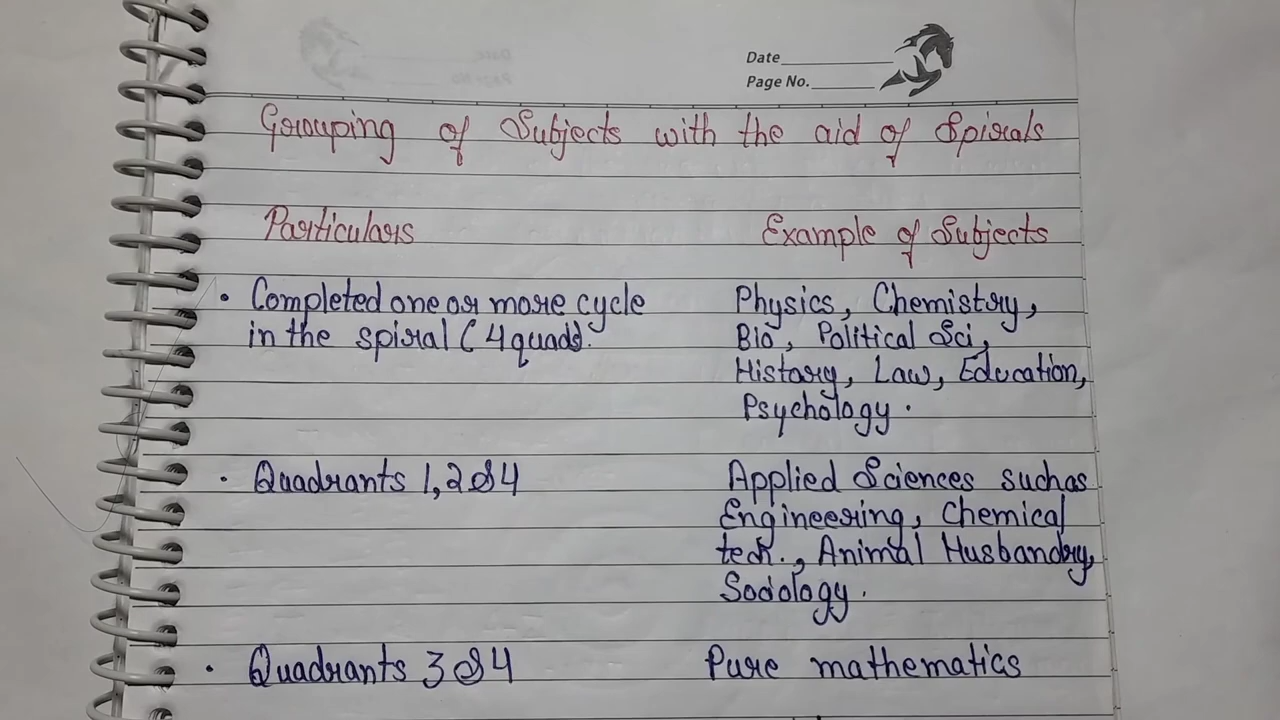 Date
Page No.
Grouping of Subjects with the aid of Spirals
Particulars Example of Subjects
• Completed one or more cycle Physics, Chemistry,
in the spiral (4 quads). Bio, Political Sci,
History, Law, Education,
Psychology.
• Quadrants 1, 2 & 4 Applied Sciences such as
Engineering, Chemical
tech., Animal Husbandry,
Sociology.
• Quadrants 3 & 4 Pure mathematics